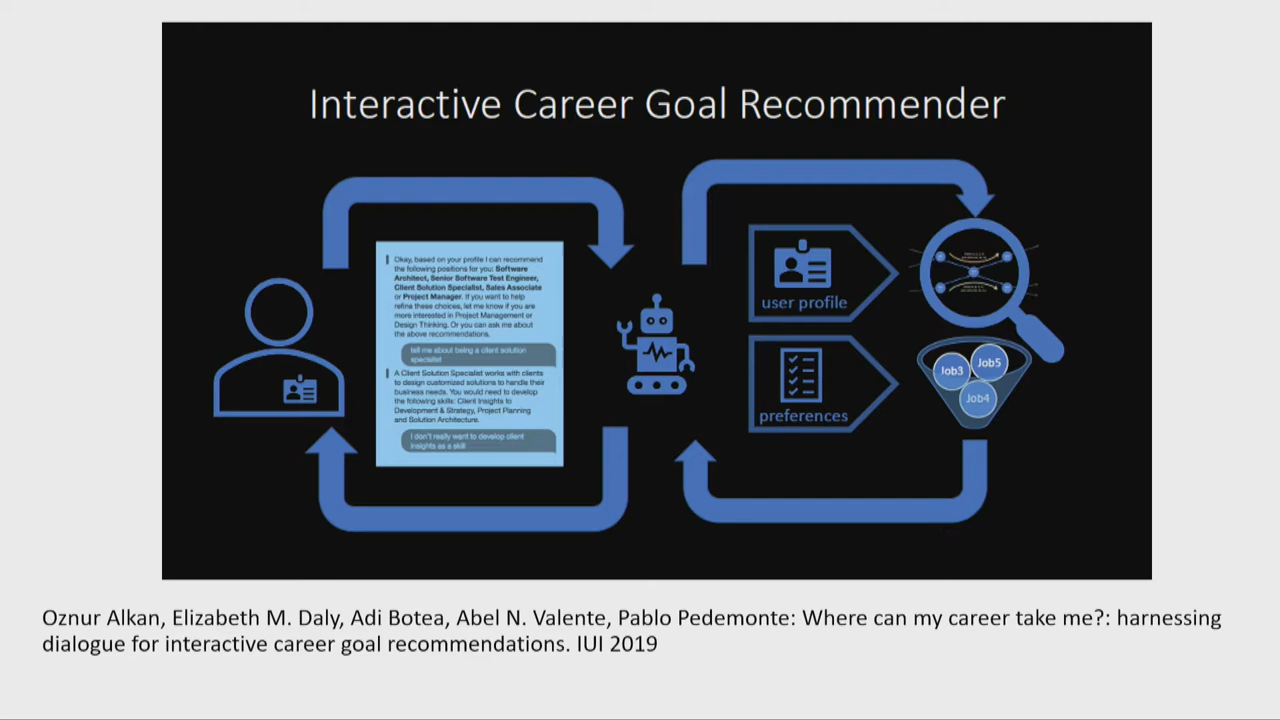 Interactive Career Goal Recommender
Okay, based on your profile I can recommend
the following positions for you: Software
Architect, Senior Software Test Engineer,
Client Solution Specialist, Sales Associate
or Project Manager. If you want to help
refine these choices, let me know if you are
more interested in Project Management or
Design Thinking. Or you can ask me about
the above recommendations.
tell me about being a client solution
specialist
A Client Solution Specialist works with clients
to design customized solutions to handle their
business needs. You would need to develop
the following skills: Client Insights to
Development & Strategy, Project Planning
and Solution Architecture.
I don't really want to develop client
insights as a skill
user profile
preferences
Job3
Job5
Job4
Oznur Alkan, Elizabeth M. Daly, Adi Botea, Abel N. Valente, Pablo Pedemonte: Where can my career take me?: harnessing
dialogue for interactive career goal recommendations. IUI 2019